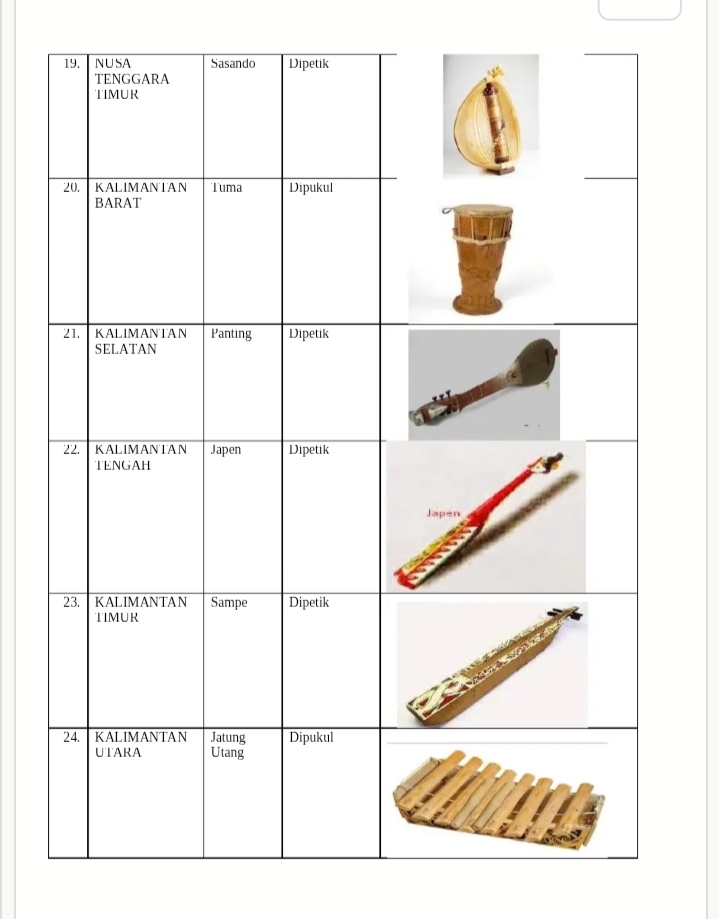 19. NUSA Sasando Dipetik
TENGGARA
TIMUR
20. KALIMANTAN Tuma Dipukul
BARAT
21. KALIMANTAN Panting Dipetik
SELATAN
22. KALIMANTAN Japen Dipetik
TENGAH
Japen
23. KALIMANTAN Sampe Dipetik
TIMUR
24. KALIMANTAN Jatung Dipukul
UTARA Utang